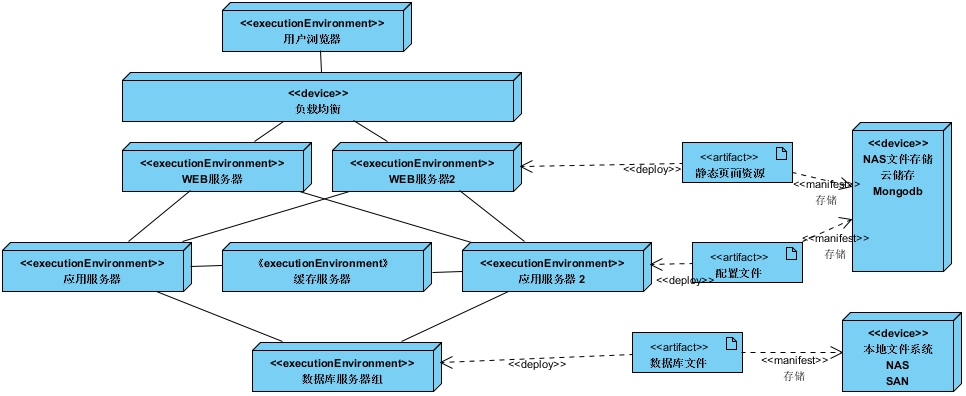 <<executionEnvironment>>
用户浏览器
<<device>>
负载均衡
<<executionEnvironment>>
WEB服务器
<<executionEnvironment>>
WEB服务器2
<<deploy>>
<<artifact>>
静态页面资源
<<manifest>>
存储
<<device>>
NAS文件存储
云储存
Mongodb
<<executionEnvironment>>
应用服务器
《executionEnvironment》
缓存服务器
<<executionEnvironment>>
应用服务器 2
<<deploy>>
<<artifact>>
配置文件
<<manifest>>
存储
<<executionEnvironment>>
数据库服务器组
<<deploy>>
<<artifact>>
数据库文件
<<manifest>>
存储
<<device>>
本地文件系统
NAS
SAN